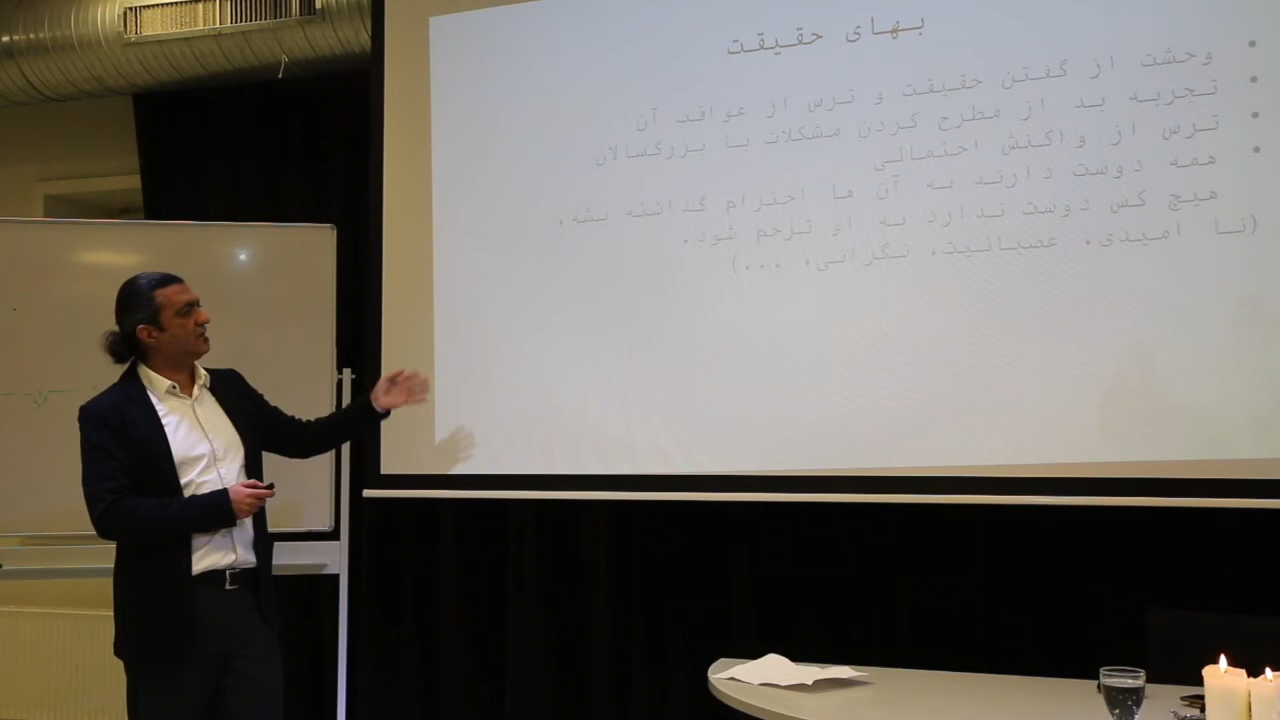 بهای حقیقت
وحشت از گفتن حقیقت و ترس از عواقب آن
تجربه بد از مطرح کردن مشکلات با بزرگسالان
ترس از واکنش احتمالی
همه دوست دارند به آن ها احترام گذاشته بشه،
هیچ کس دوست ندارد به او ترحم شود.
(نا امیدی، عصبانیت، نگرانی، ...)